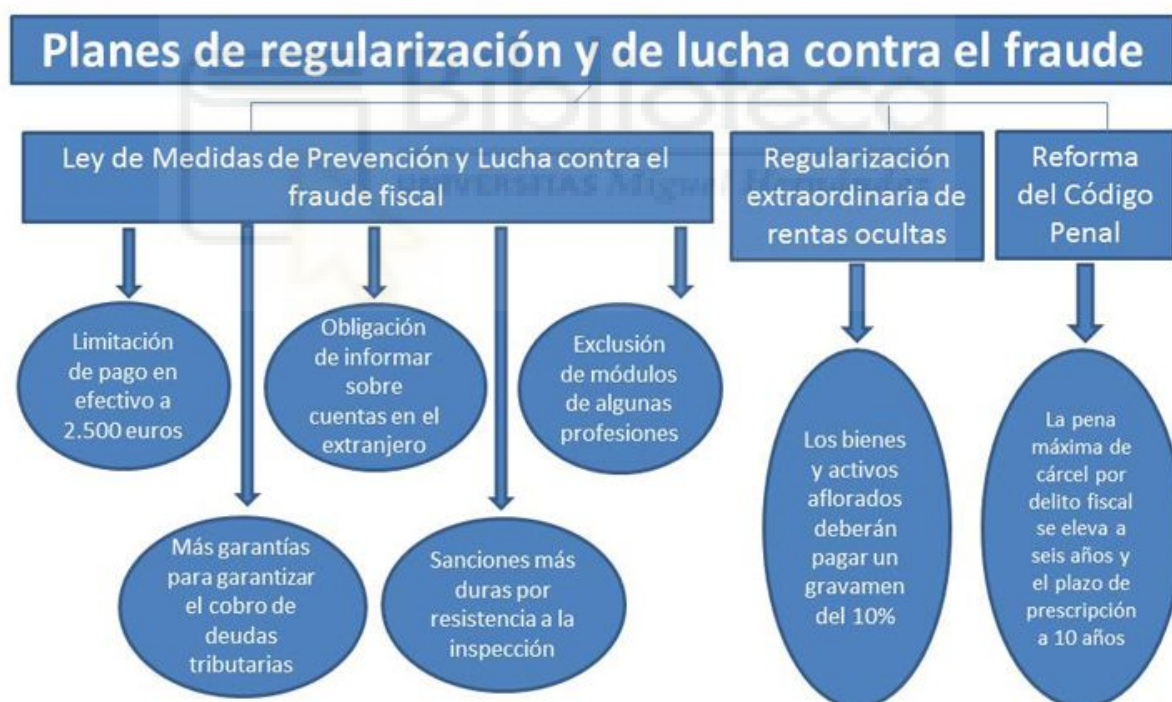 Planes de regularización y de lucha contra el fraude
Biblioteca
UNIVERSITAS Miguel Hernández
Ley de Medidas de Prevención y Lucha contra el
fraude fiscal
Regularización
extraordinaria de
rentas ocultas
Reforma
del Código
Penal
Limitación
de pago en
efectivo a
2.500 euros
Obligación
de informar
sobre
cuentas en el
extranjero
Exclusión
de módulos
de algunas
profesiones
Más garantías
para garantizar
el cobro de
deudas
tributarias
Sanciones más
duras por
resistencia a la
inspección
Los bienes
y activos
aflorados
deberán
pagar un
gravamen
del 10%
La pena
máxima de
cárcel por
delito fiscal
se eleva a
seis años y
el plazo de
prescripción
a 10 años